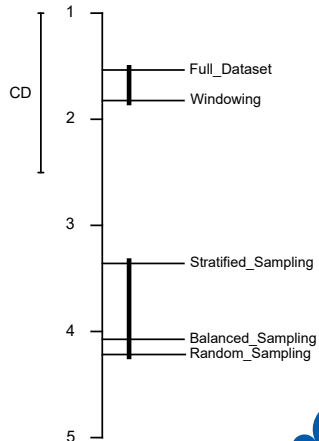 1
Full_Dataset
CD
Windowing
2
3
Stratified_Sampling
4
Balanced_Sampling
Random_Sampling
5